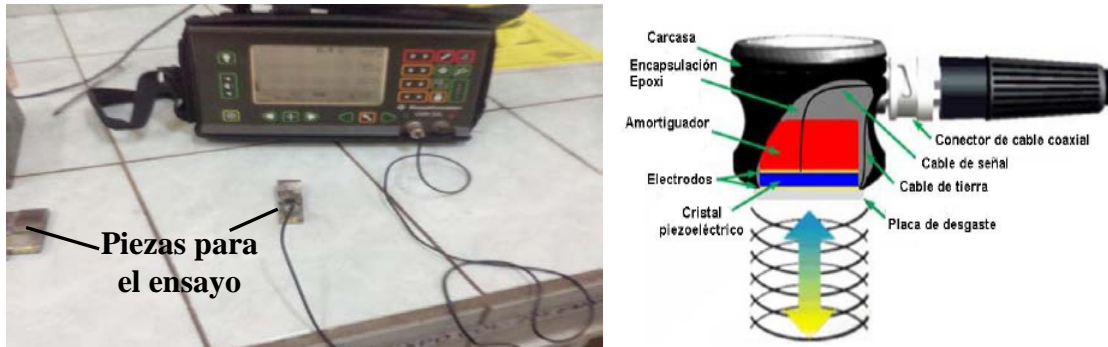 Piezas para
el ensayo
Carcasa
Encapsulación
Epoxi
Amortiguador
Electrodos
Cristal
piezoeléctrico
Conector de cable coaxial
Cable de señal
Cable de tierra
Placa de desgaste